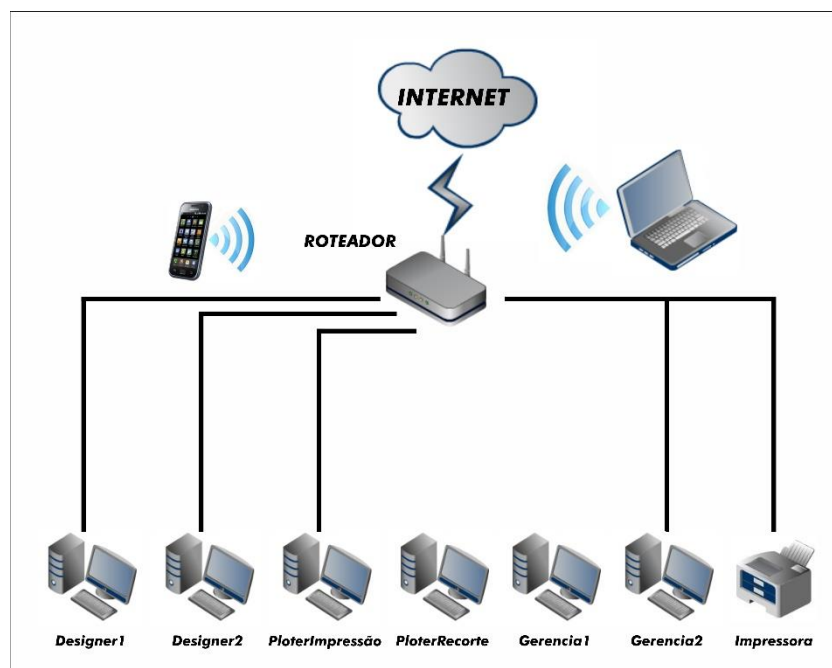 INTERNET
ROTEADOR
Designer1
Designer2
PloterImpressão
PloterRecorte
Gerencia1
Gerencia2
Impressora